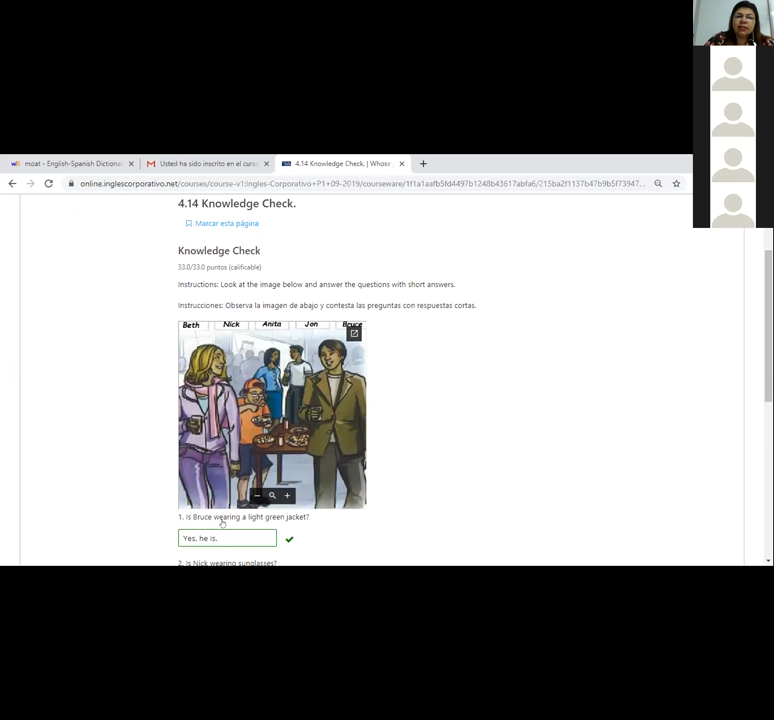 moat - English-Spanish Dictiona
Usted ha sido inscrito en el curs
4.14 Knowledge Check. | Whose
online.inglescorporativo.net/courses/course-v1:Ingles-Corporativo+P1+09-2019/courseware/1f1a1aafb5fd4497b1248b43617abfa6/215ba2f1137b47b9b5f73947...
4.14 Knowledge Check.
Marcar esta página
Knowledge Check
33.0/33.0 puntos (calificable)
Instructions: Look at the image below and answer the questions with short answers.
Instrucciones: Observa la imagen de abajo y contesta las preguntas con respuestas cortas.
Beth Nick Anita Jon Bruce
1. Is Bruce wearing a light green jacket?
Yes, he is.
2. Is Nick wearing sunglasses?